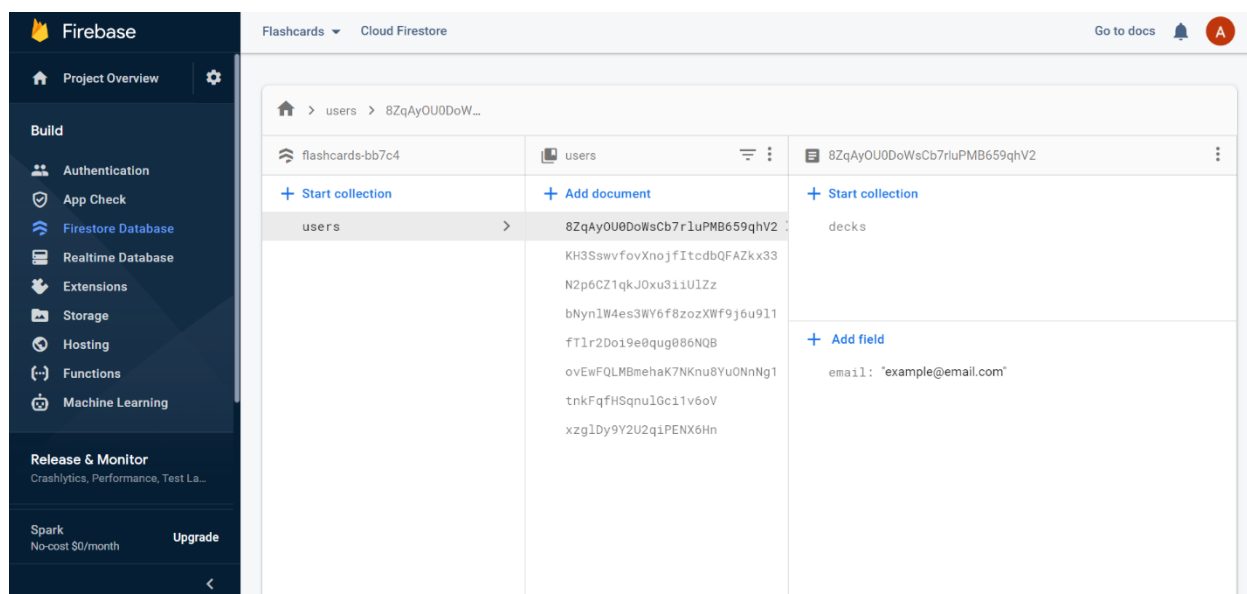 Firebase
Flashcards
Cloud Firestore
Go to docs
A
Project Overview
Build
Authentication
App Check
Firestore Database
Realtime Database
Extensions
Storage
Hosting
Functions
Machine Learning
Release & Monitor
Crashlytics, Performance, Test La...
Spark
No-cost $0/month
Upgrade
users
8ZqAyOU0DoW...
flashcards-bb7c4
+ Start collection
users
users
+ Add document
8ZqAyOU0DoWsCb7rluPMB659qhV2
KH3SswvfovXnojfItcdbQFAZkx33
N2p6CZ1qkJOxu3iiUlZz
bNynlW4es3WY6f8zozXWf9j6u9l1
fTlr2Doi9e0qug086NQB
ovEwFQLMBmehaK7NKnu8YuONnNg1
tnkFqfHSqnulGci1v6oV
xzglDy9Y2U2qiPENX6Hn
8ZqAyOU0DoWsCb7rluPMB659qhV2
+ Start collection
decks
+ Add field
email: "example@email.com"